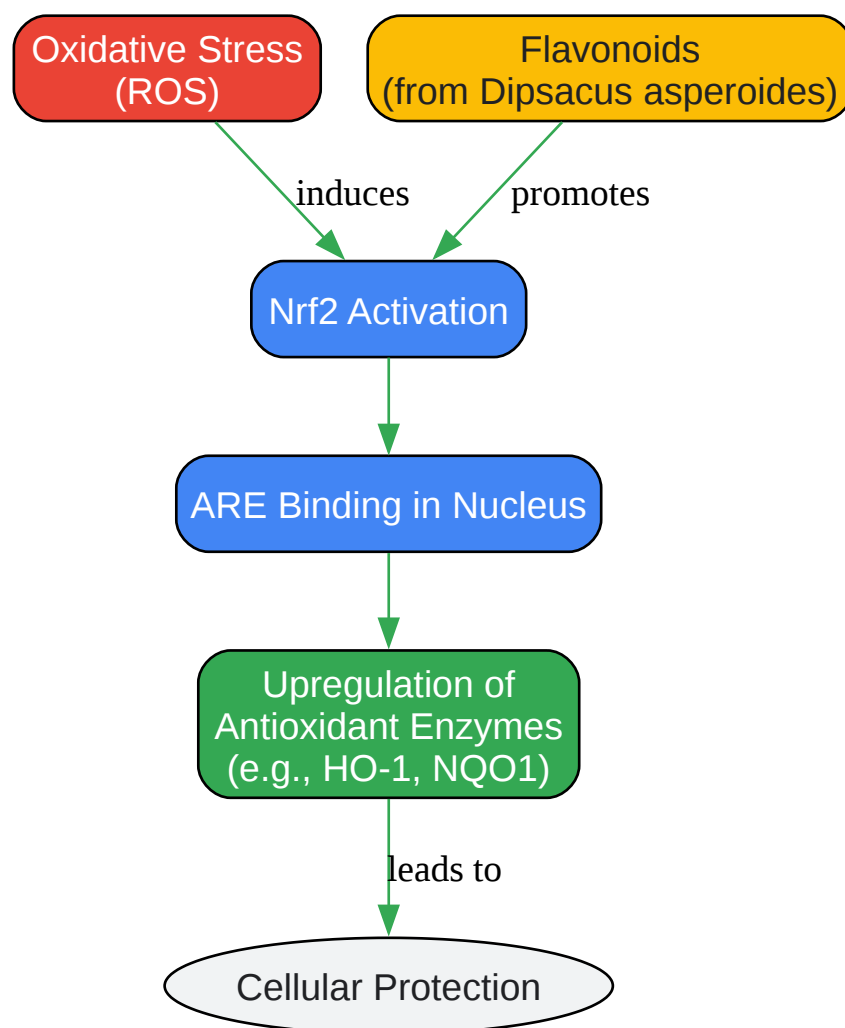 Oxidative Stress
(ROS)
Flavonoids
(from Dipsacus asperoides)
induces
promotes
Nrf2 Activation
ARE Binding in Nucleus
Upregulation of
Antioxidant Enzymes
(e.g., HO-1, NQO1)
leads to
Cellular Protection